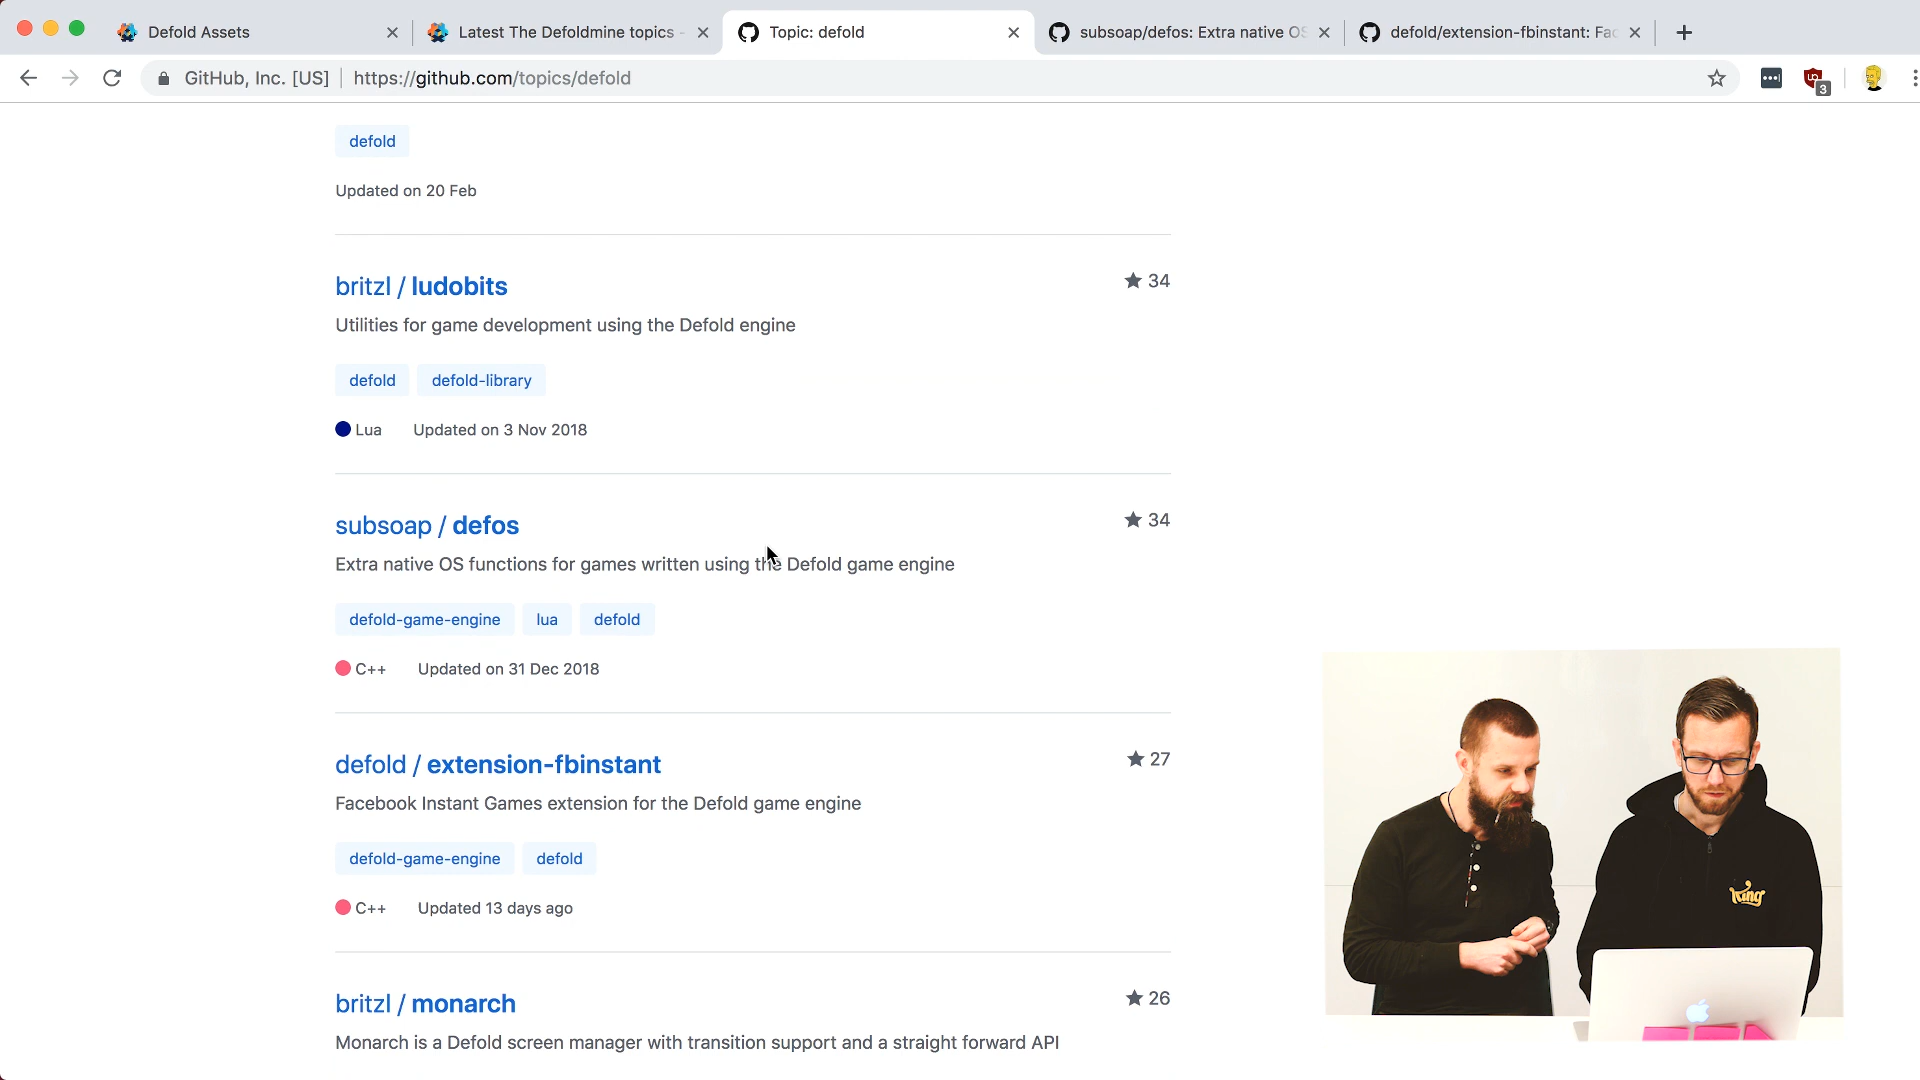 Defold Assets
Latest The Defoldmine topics -
Topic: defold
subsoap/defos: Extra native OS
defold/extension-fbinstant: Fac
GitHub, Inc. [US]
https://github.com/topics/defold
3
defold
Updated on 20 Feb
britzl / ludobits
34
Utilities for game development using the Defold engine
defold
defold-library
Lua
Updated on 3 Nov 2018
subsoap / defos
34
Extra native OS functions for games written using the Defold game engine
defold-game-engine
lua
defold
C++
Updated on 31 Dec 2018
defold / extension-fbinstant
27
Facebook Instant Games extension for the Defold game engine
defold-game-engine
defold
C++
Updated 13 days ago
King
britzl / monarch
26
Monarch is a Defold screen manager with transition support and a straight forward API